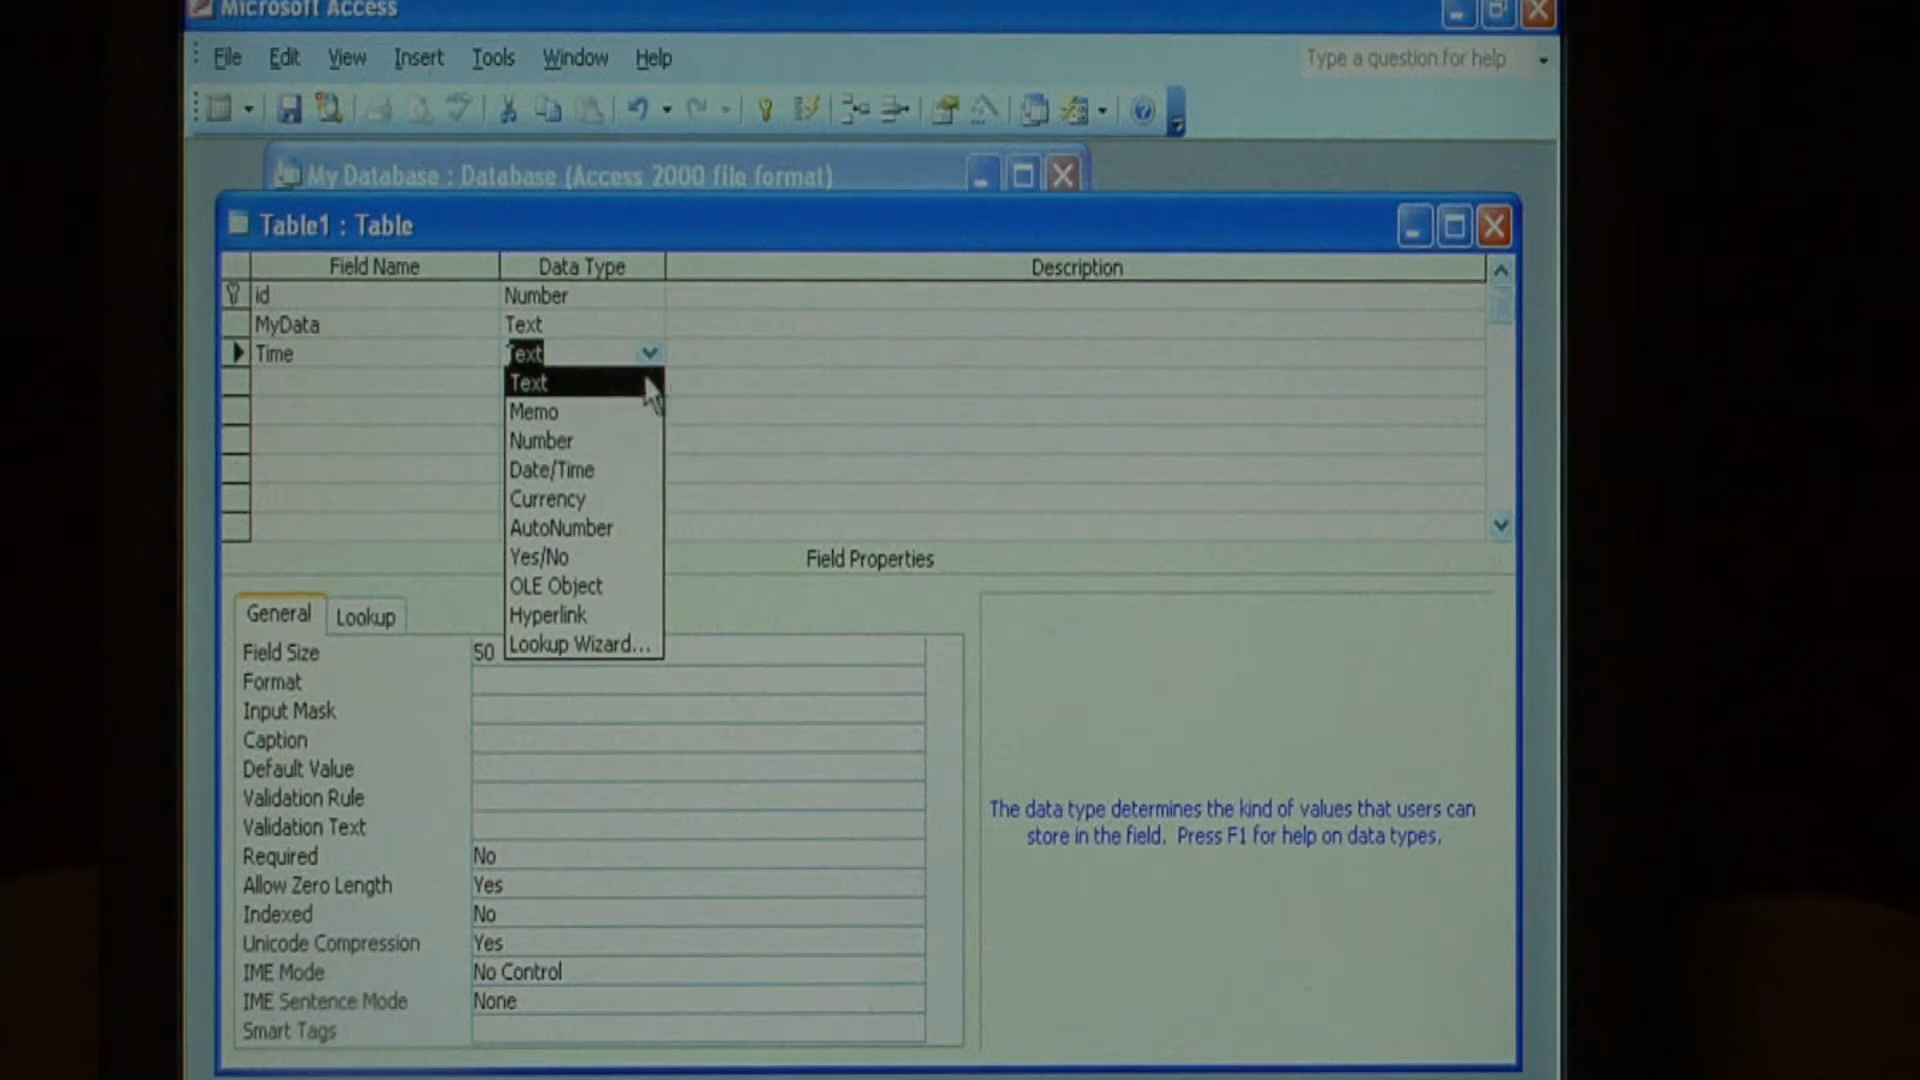 Microsoft Access
File Edit View Insert Tools Window Help Type a question for help
My Database : Database (Access 2000 file format)
Table1 : Table
Field Name Data Type Description
id Number
MyData Text
Time Text
Text
Memo
Number
Date/Time
Currency
AutoNumber
Yes/No
OLE Object
Hyperlink
Lookup Wizard...
Field Properties
General Lookup
Field Size 50
Format
Input Mask
Caption
Default Value
Validation Rule
Validation Text
Required No
Allow Zero Length Yes
Indexed No
Unicode Compression Yes
IME Mode No Control
IME Sentence Mode None
Smart Tags
The data type determines the kind of values that users can
store in the field. Press F1 for help on data types.